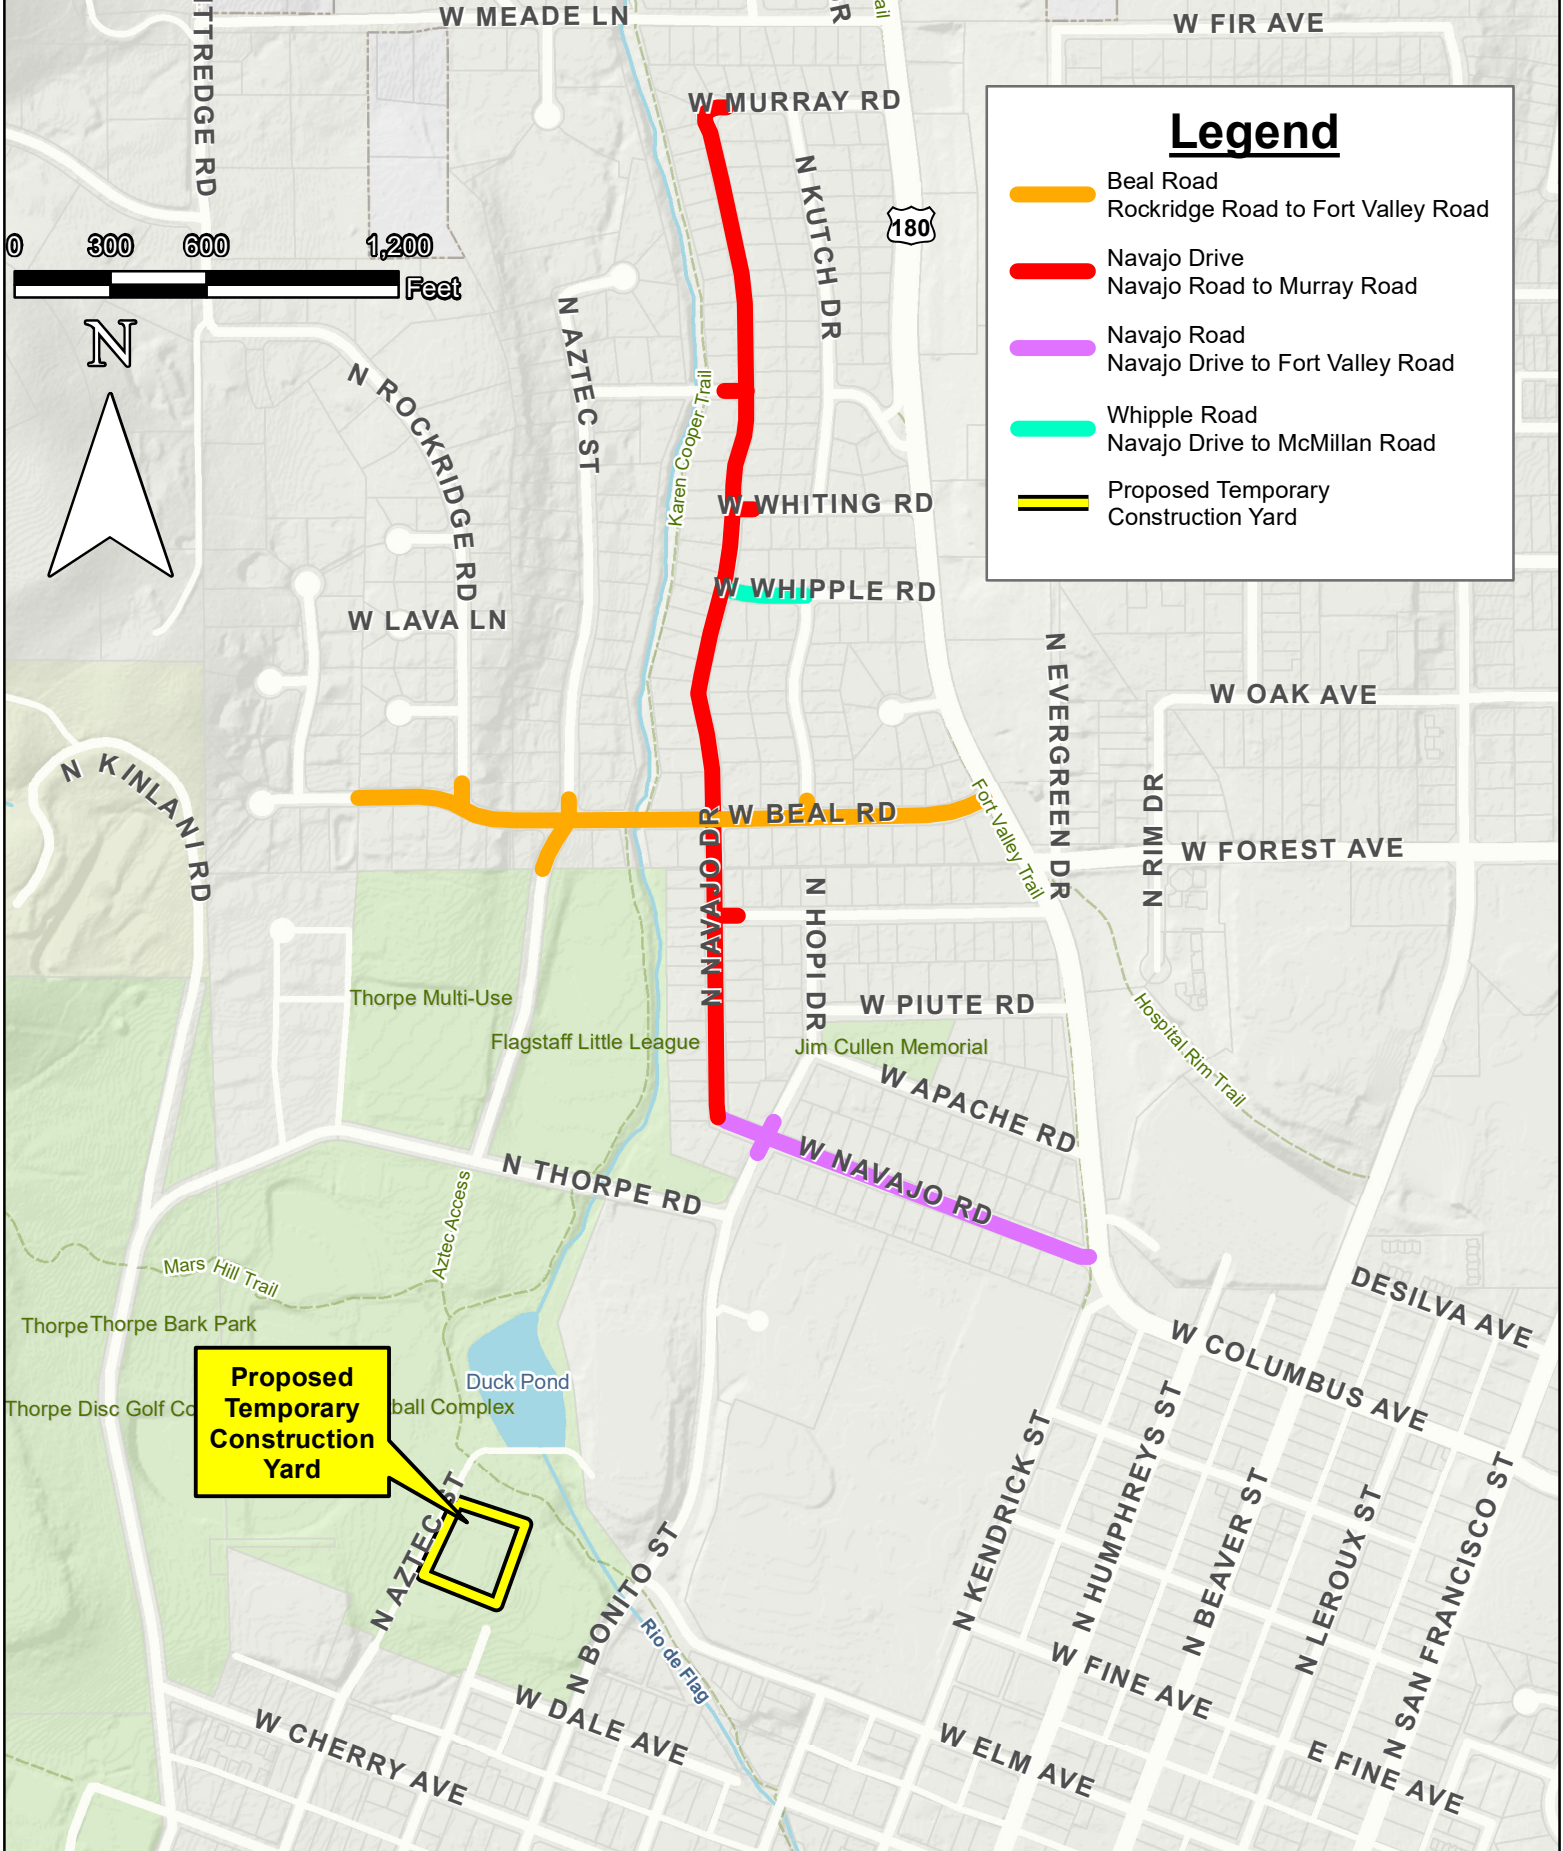 W MEADE LN
W FIR AVE
W MURRAY RD
N KUTCH DR
180
0 300 600 1,200
Feet
N
Legend
Beal Road
Rockridge Road to Fort Valley Road
Navajo Drive
Navajo Road to Murray Road
Navajo Road
Navajo Drive to Fort Valley Road
Whipple Road
Navajo Drive to McMillan Road
Proposed Temporary
Construction Yard
N ROCKRIDGE RD
N AZTEC ST
Karen Cooper Trail
W WHITING RD
W WHIPPLE RD
W LAVA LN
N EVERGREEN DR
W OAK AVE
N KINLANI RD
N RIM DR
Fort Valley Trail
W BEAL RD
W FOREST AVE
N NAVAJO DR
N HOPI DR
Thorpe Multi-Use
Flagstaff Little League
W PIUTE RD
Jim Cullen Memorial
Hospital Rim Trail
W APACHE RD
W NAVAJO RD
N THORPE RD
Aztec Access
Mars Hill Trail
Thorpe Thorpe Bark Park
DESILVA AVE
W COLUMBUS AVE
Duck Pond
Thorpe Disc Golf Co
ball Complex
Proposed
Temporary
Construction
Yard
N AZTEC ST
N BONITO ST
N KENDRICK ST
N HUMPHREYS ST
N BEAVER ST
N LEROUX ST
N SAN FRANCISCO ST
Rio de Flag
W FINE AVE
W DALE AVE
W CHERRY AVE
W ELM AVE
E FINE AVE